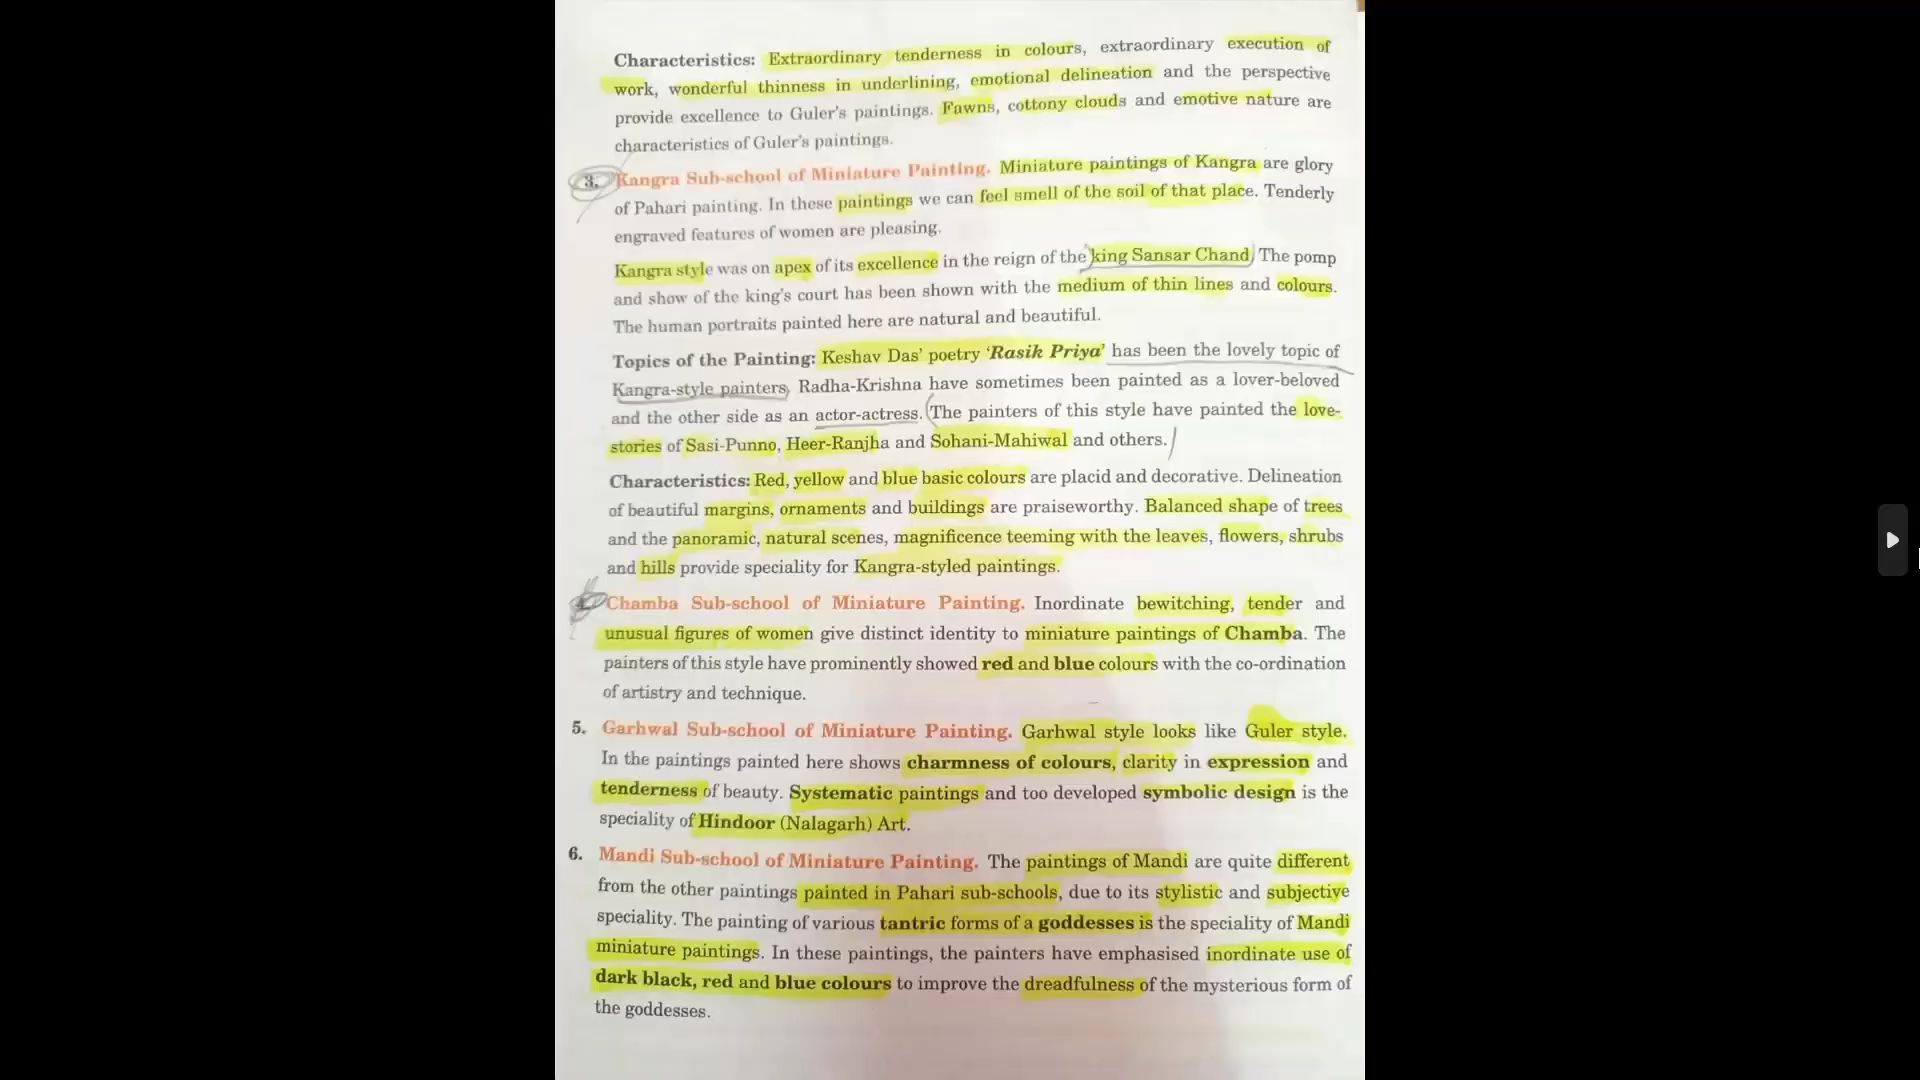 Characteristics: Extraordinary tenderness in colours, extraordinary execution of
work, wonderful thinness in underlining, emotional delineation and the perspective
provide excellence to Guler's paintings. Fawns, cottony clouds and emotive nature are
characteristics of Guler's paintings.
3. Kangra Sub-school of Miniature Painting. Miniature paintings of Kangra are glory
of Pahari painting. In these paintings we can feel smell of the soil of that place. Tenderly
engraved features of women are pleasing.
Kangra style was on apex of its excellence in the reign of the king Sansar Chand. The pomp
and show of the king's court has been shown with the medium of thin lines and colours.
The human portraits painted here are natural and beautiful.
Topics of the Painting: Keshav Das' poetry 'Rasik Priya' has been the lovely topic of
Kangra-style painters. Radha-Krishna have sometimes been painted as a lover-beloved
and the other side as an actor-actress. The painters of this style have painted the love-
stories of Sasi-Punno, Heer-Ranjha and Sohani-Mahiwal and others.
Characteristics: Red, yellow and blue basic colours are placid and decorative. Delineation
of beautiful margins, ornaments and buildings are praiseworthy. Balanced shape of trees
and the panoramic, natural scenes, magnificence teeming with the leaves, flowers, shrubs
and hills provide speciality for Kangra-styled paintings.
4. Chamba Sub-school of Miniature Painting. Inordinate bewitching, tender and
unusual figures of women give distinct identity to miniature paintings of Chamba. The
painters of this style have prominently showed red and blue colours with the co-ordination
of artistry and technique.
5. Garhwal Sub-school of Miniature Painting. Garhwal style looks like Guler style.
In the paintings painted here shows charmness of colours, clarity in expression and
tenderness of beauty. Systematic paintings and too developed symbolic design is the
speciality of Hindoor (Nalagarh) Art.
6. Mandi Sub-school of Miniature Painting. The paintings of Mandi are quite different
from the other paintings painted in Pahari sub-schools, due to its stylistic and subjective
speciality. The painting of various tantric forms of a goddesses is the speciality of Mandi
miniature paintings. In these paintings, the painters have emphasised inordinate use of
dark black, red and blue colours to improve the dreadfulness of the mysterious form of
the goddesses.